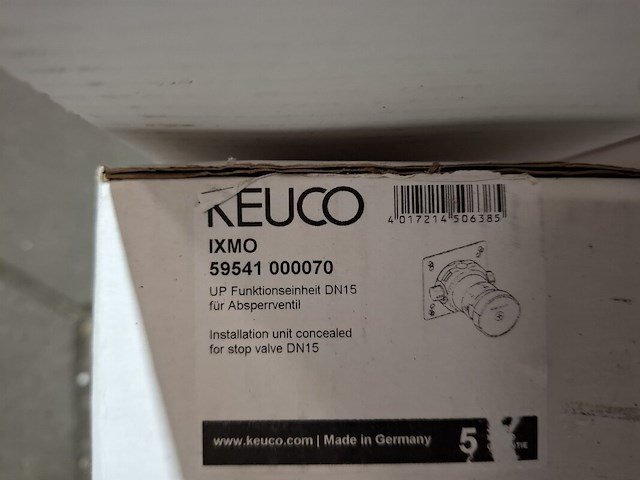 KEUCO
4 017214 506385
IXMO
59541 000070
UP Funktionseinheit DN15
für Absperrventil
Installation unit concealed
for stop valve DN15
www.keuco.com | Made in Germany 5